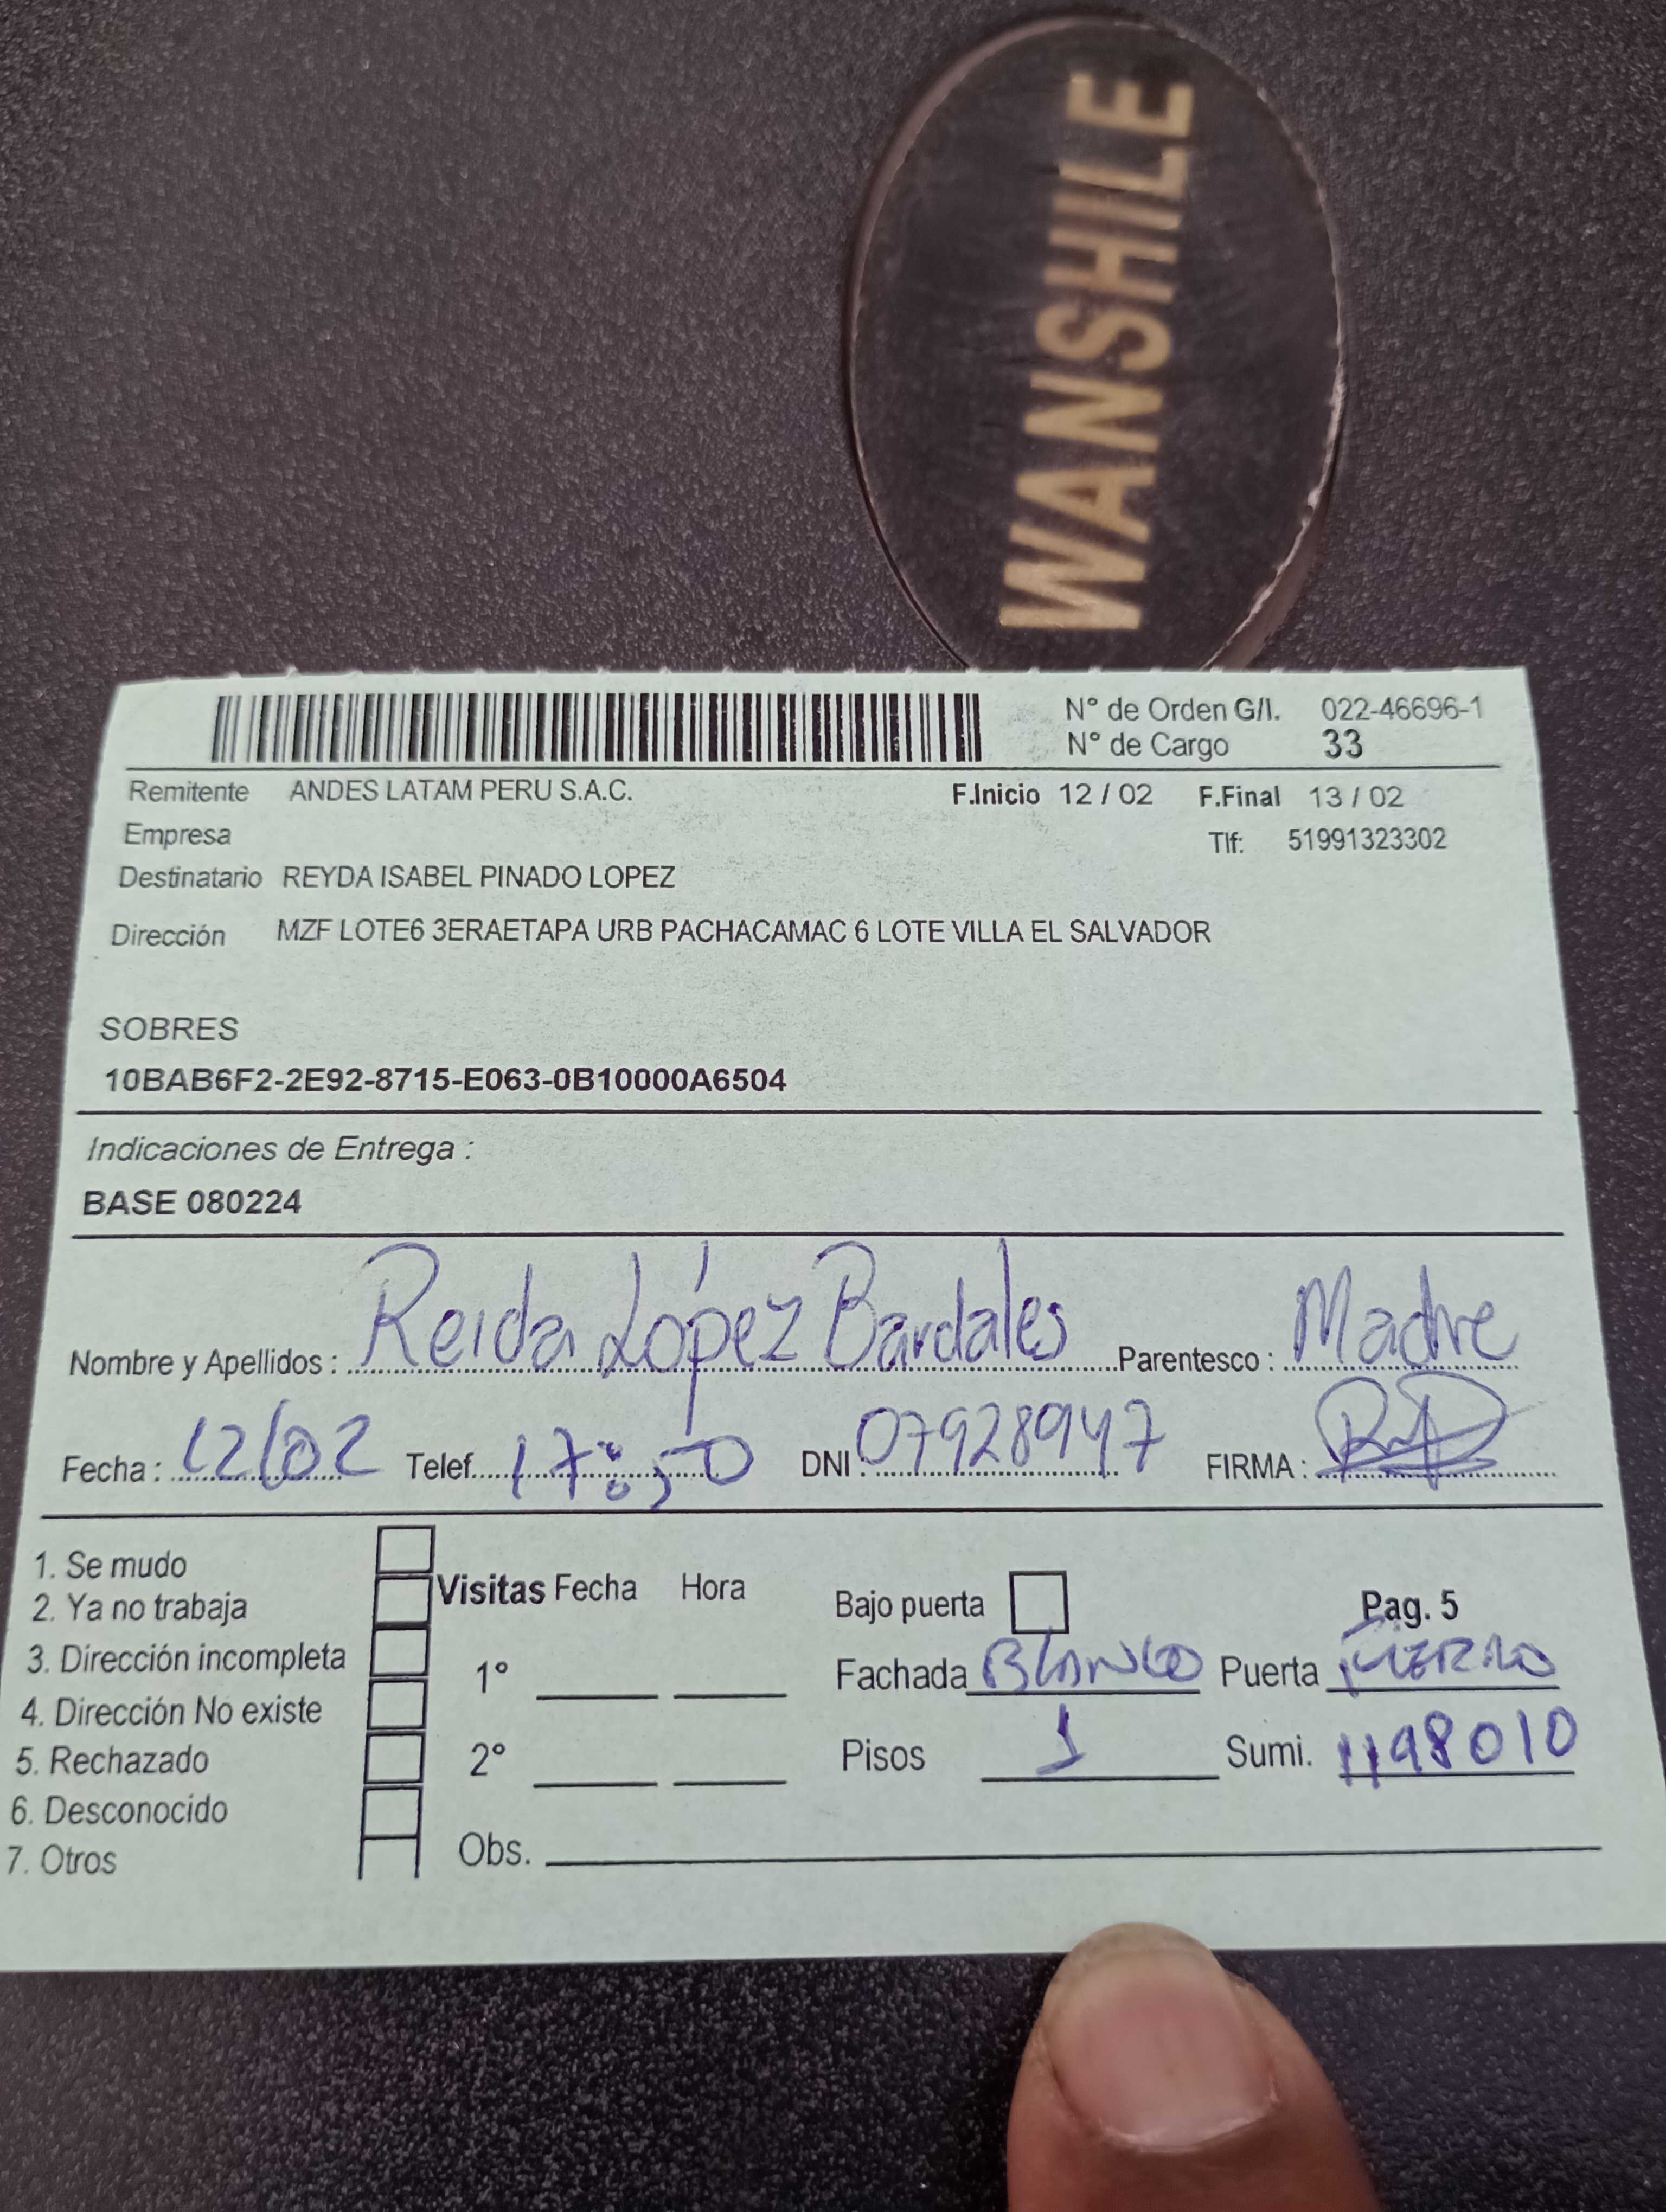 WANSHILE
N° de Orden G/I. 022-46696-1
N° de Cargo 33
Remitente ANDES LATAM PERU S.A.C. F.Inicio 12 / 02 F.Final 13 / 02
Empresa Tlf: 51991323302
Destinatario REYDA ISABEL PINADO LOPEZ
Dirección MZF LOTE6 3ERAETAPA URB PACHACAMAC 6 LOTE VILLA EL SALVADOR
SOBRES
10BAB6F2-2E92-8715-E063-0B10000A6504
Indicaciones de Entrega :
BASE 080224
Nombre y Apellidos : Reida López Bardales Parentesco : Madre
Fecha : 12/02 Telef. 17:50 DNI : 07928947 FIRMA :
1. Se mudo
2. Ya no trabaja
3. Dirección incompleta
4. Dirección No existe
5. Rechazado
6. Desconocido
7. Otros
Visitas Fecha Hora
1°
2°
Obs.
Bajo puerta Pag. 5
Fachada BLANCO Puerta FIERRO
Pisos 1 Sumi. 1198010